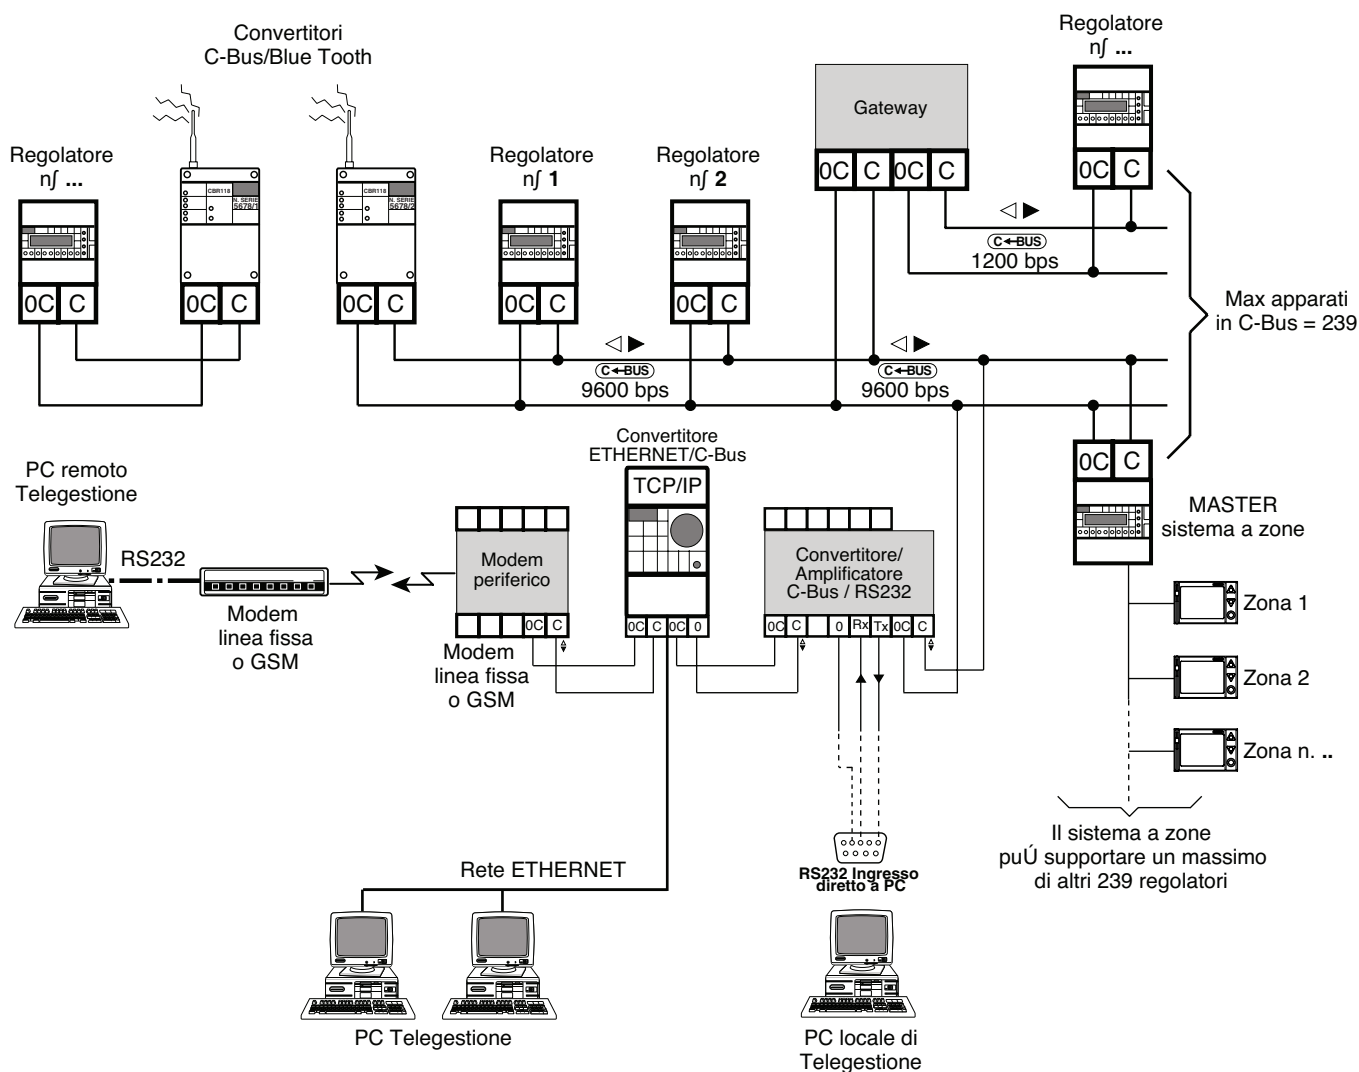 Convertitori
C-Bus/Blue Tooth
Regolatore
n∫ ...
Gateway
0C C 0C C
0C C
Regolatore
n∫ ...
CBR118
N. SERIE
5678/1
CBR118
N. SERIE
5678/2
Regolatore
n∫ 1
Regolatore
n∫ 2
C BUS
1200 bps
0C C
0C C
0C C
0C C
0C C
Max apparati
in C-Bus = 239
C BUS
9600 bps
C BUS
9600 bps
Convertitore
ETHERNET/C-Bus
TCP/IP
0C C
PC remoto
Telegestione
RS232
Modem
linea fissa
o GSM
Modem
periferico
0C C
Modem
linea fissa
o GSM
0C C 0C 0
Convertitore/
Amplificatore
C-Bus / RS232
0C C 0 Rx Tx 0C C
MASTER
sistema a zone
Zona 1
Zona 2
Zona n. ..
Il sistema a zone
puÚ supportare un massimo
di altri 239 regolatori
Rete ETHERNET
RS232 Ingresso
diretto a PC
PC Telegestione
PC locale di
Telegestione